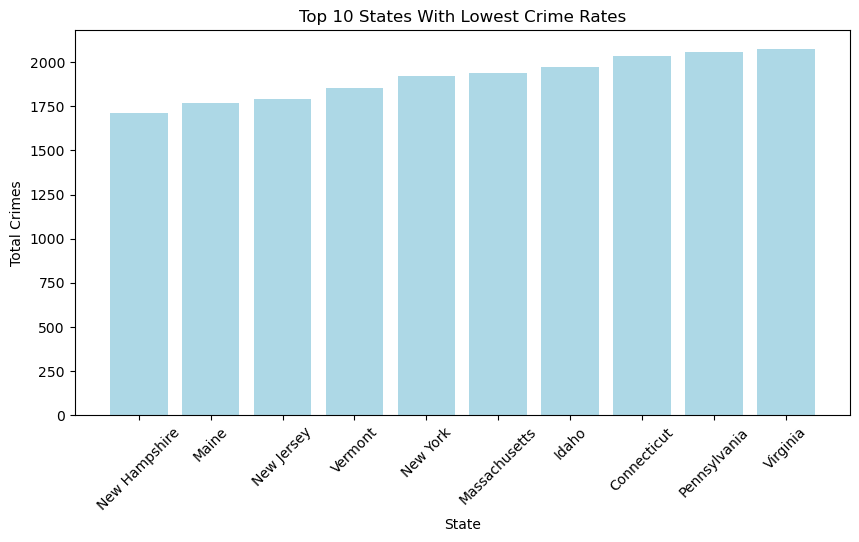 Top 10 States With Lowest Crime Rates
Total Crimes
2000
1750
1500
1250
1000
750
500
250
0
New Hampshire
Maine
New Jersey
Vermont
New York
Massachusetts
Idaho
Connecticut
Pennsylvania
Virginia
State